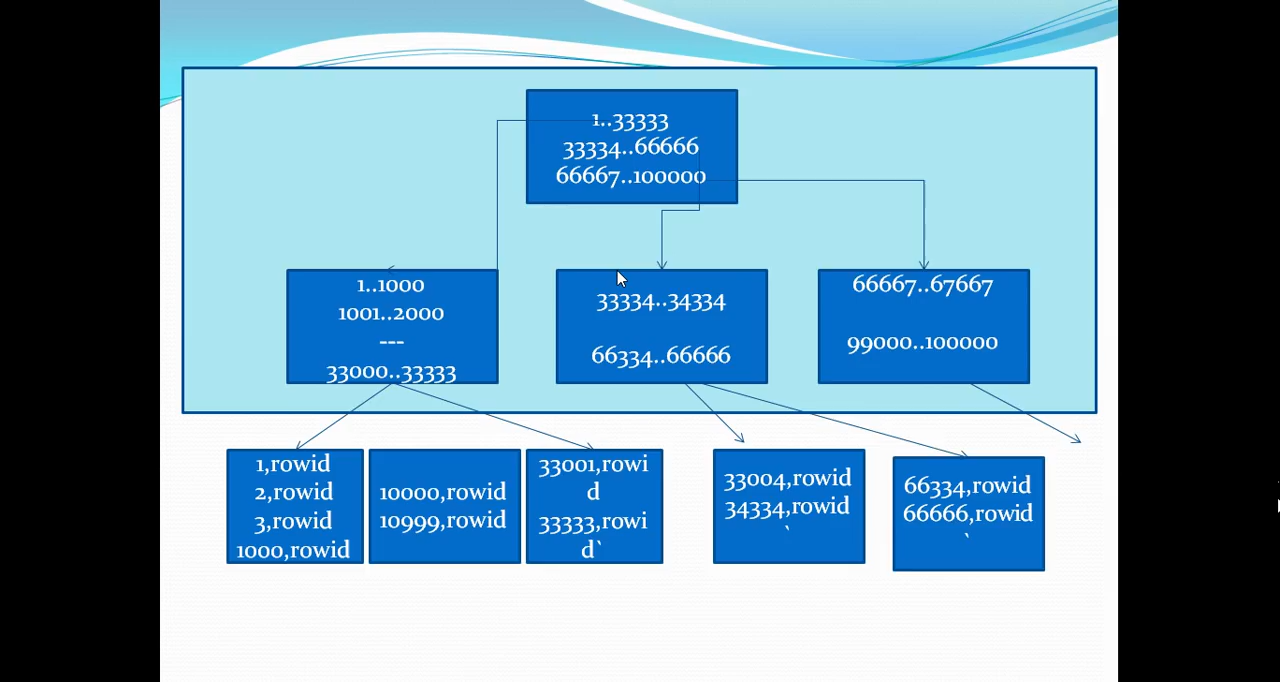 1..33333
33334..66666
66667..100000
1..1000
1001..2000
---
33000..33333
33334..34334
66334..66666
66667..67667
99000..100000
1,rowid
2,rowid
3,rowid
1000,rowid
10000,rowid
10999,rowid
33001,rowi
d
33333,rowi
d`
33004,rowid
34334,rowid
`
66334,rowid
66666,rowid
`